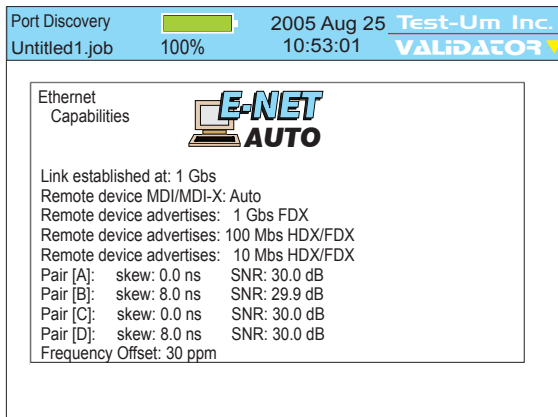 Port Discovery 2005 Aug 25 Test-Um Inc.
Untitled1.job 100% 10:53:01 VALiDATOR
Ethernet
Capabilities
E-NET
AUTO
Link established at: 1 Gbs
Remote device MDI/MDI-X: Auto
Remote device advertises: 1 Gbs FDX
Remote device advertises: 100 Mbs HDX/FDX
Remote device advertises: 10 Mbs HDX/FDX
Pair [A]: skew: 0.0 ns SNR: 30.0 dB
Pair [B]: skew: 8.0 ns SNR: 29.9 dB
Pair [C]: skew: 0.0 ns SNR: 30.0 dB
Pair [D]: skew: 8.0 ns SNR: 30.0 dB
Frequency Offset: 30 ppm